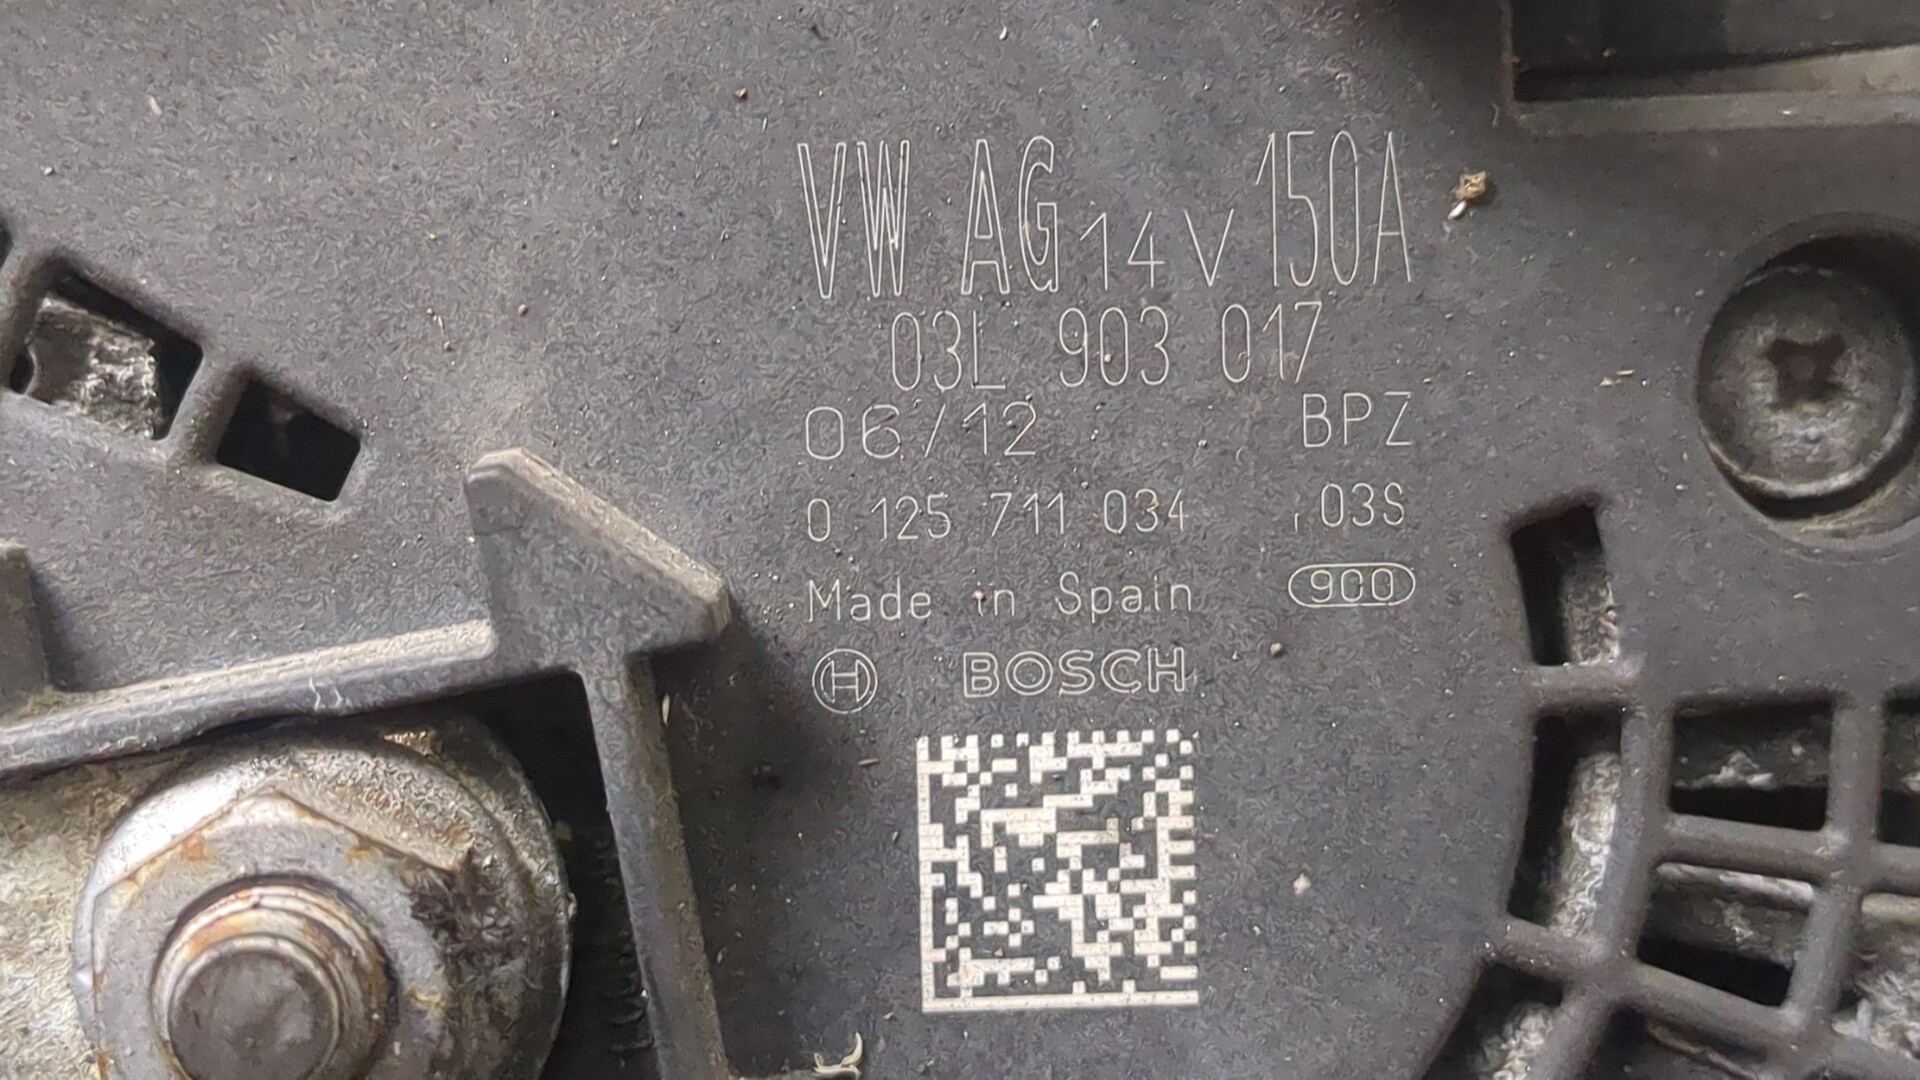 VW AG 14 V 150A
03L 903 017
06/12 BPZ
0 125 711 034 03S
Made in Spain 900
BOSCH